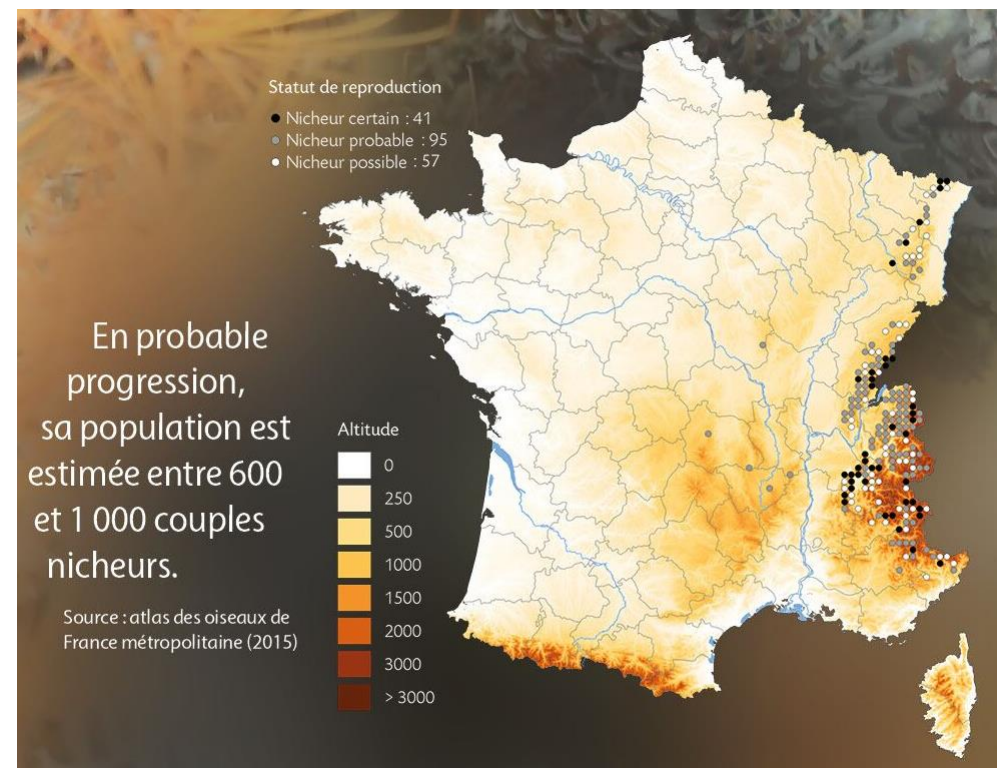 Statut de reproduction
Nicheur certain : 41
Nicheur probable : 95
Nicheur possible : 57
En probable
progression,
sa population est
estimée entre 600
et 1 000 couples
nicheurs.
Source : atlas des oiseaux de
France métropolitaine (2015)
Altitude
0
250
500
1000
1500
2000
3000
> 3000